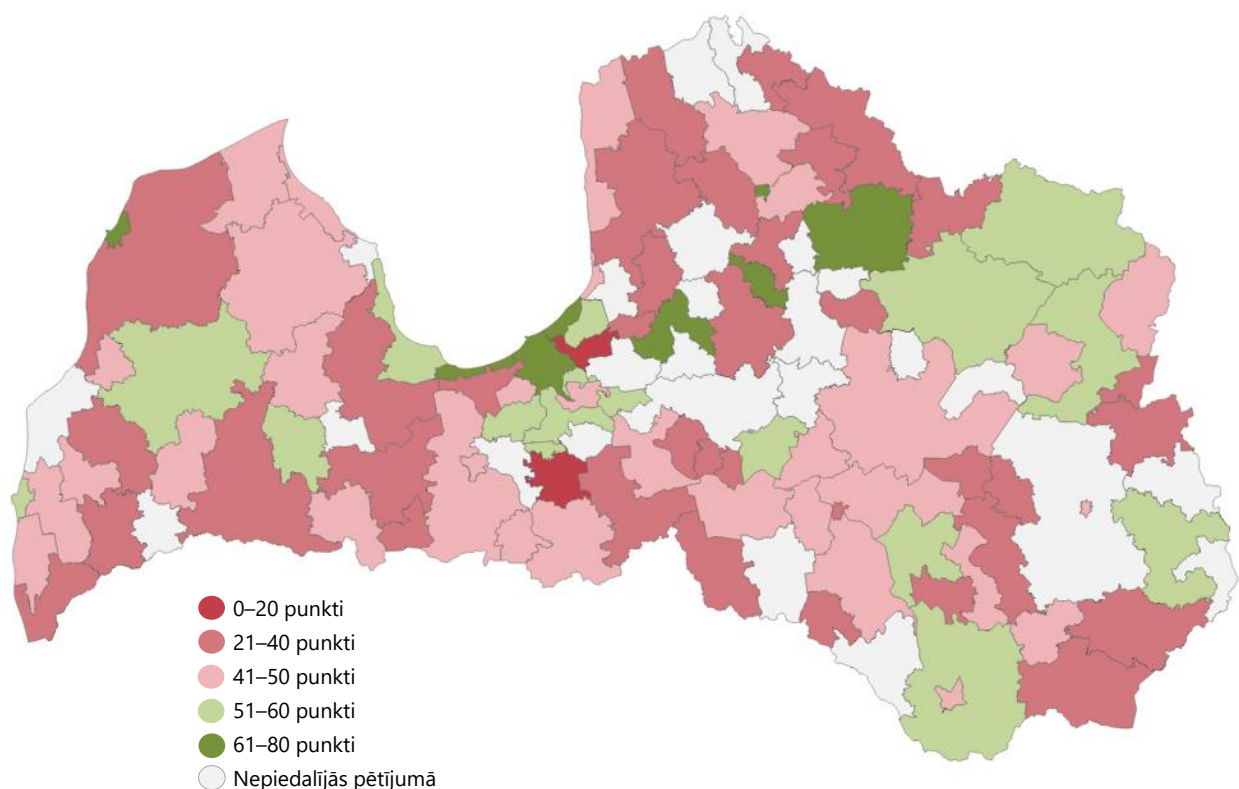 0–20 punkti
21–40 punkti
41–50 punkti
51–60 punkti
61–80 punkti
Nepiedalījās pētījumā